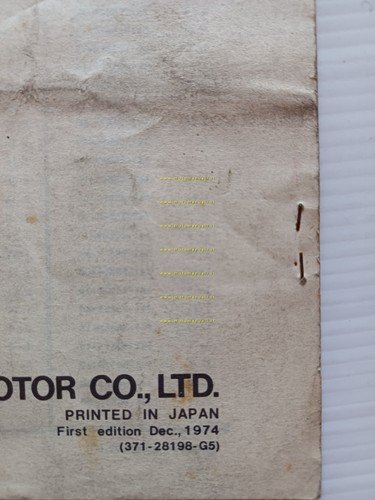 OTOR CO., LTD.
PRINTED IN JAPAN
First edition Dec., 1974
(371-28198-G5)